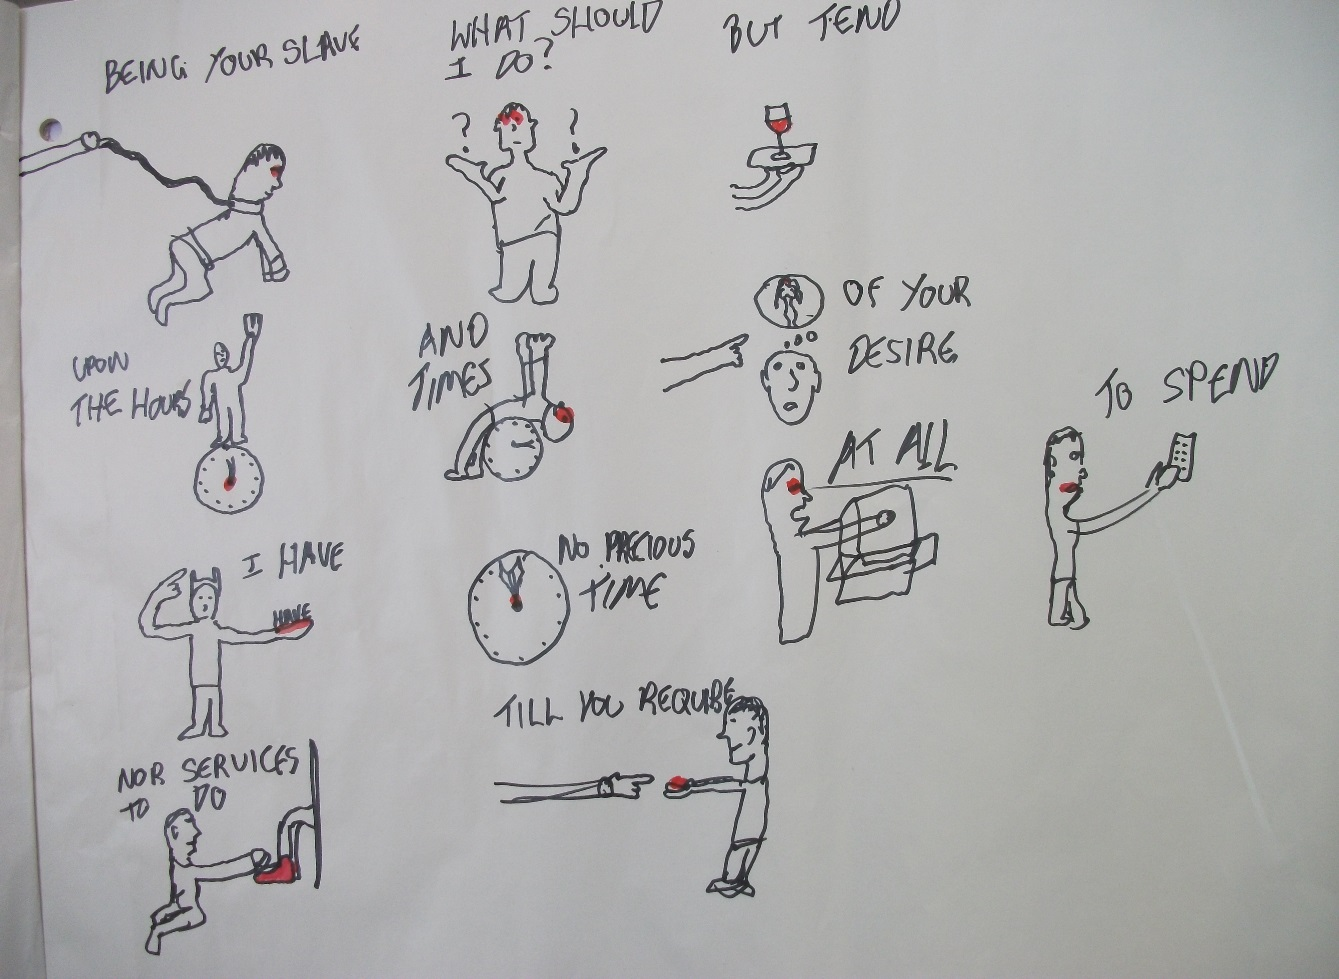 BEING YOUR SLAVE
WHAT SHOULD
I DO?
BUT TEND
? ?
UPON
THE HOURS
AND
TIMES
OF YOUR
DESIRE
I HAVE
HAVE
NO PRECIOUS
TIME
AT ALL
TO SPEND
NOR SERVICES
TO DO
TILL YOU REQUIRE